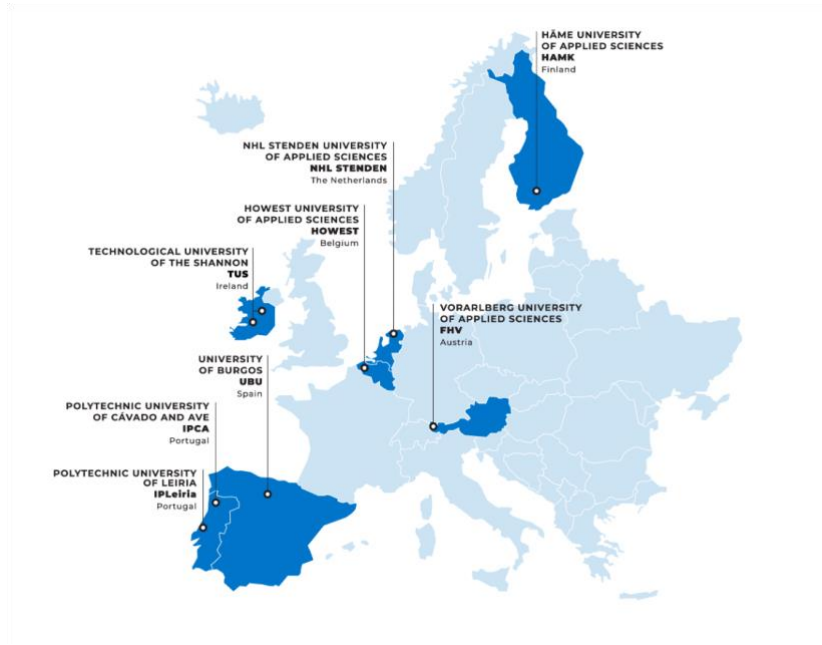 HÄME UNIVERSITY
OF APPLIED SCIENCES
HAMK
Finland
NHL STENDEN UNIVERSITY
OF APPLIED SCIENCES
NHL STENDEN
The Netherlands
HOWEST UNIVERSITY
OF APPLIED SCIENCES
HOWEST
Belgium
TECHNOLOGICAL UNIVERSITY
OF THE SHANNON
TUS
Ireland
VORARLBERG UNIVERSITY
OF APPLIED SCIENCES
FHV
Austria
UNIVERSITY
OF BURGOS
UBU
Spain
POLYTECHNIC UNIVERSITY
OF CÁVADO AND AVE
IPCA
Portugal
POLYTECHNIC UNIVERSITY
OF LEIRIA
IPLeiria
Portugal